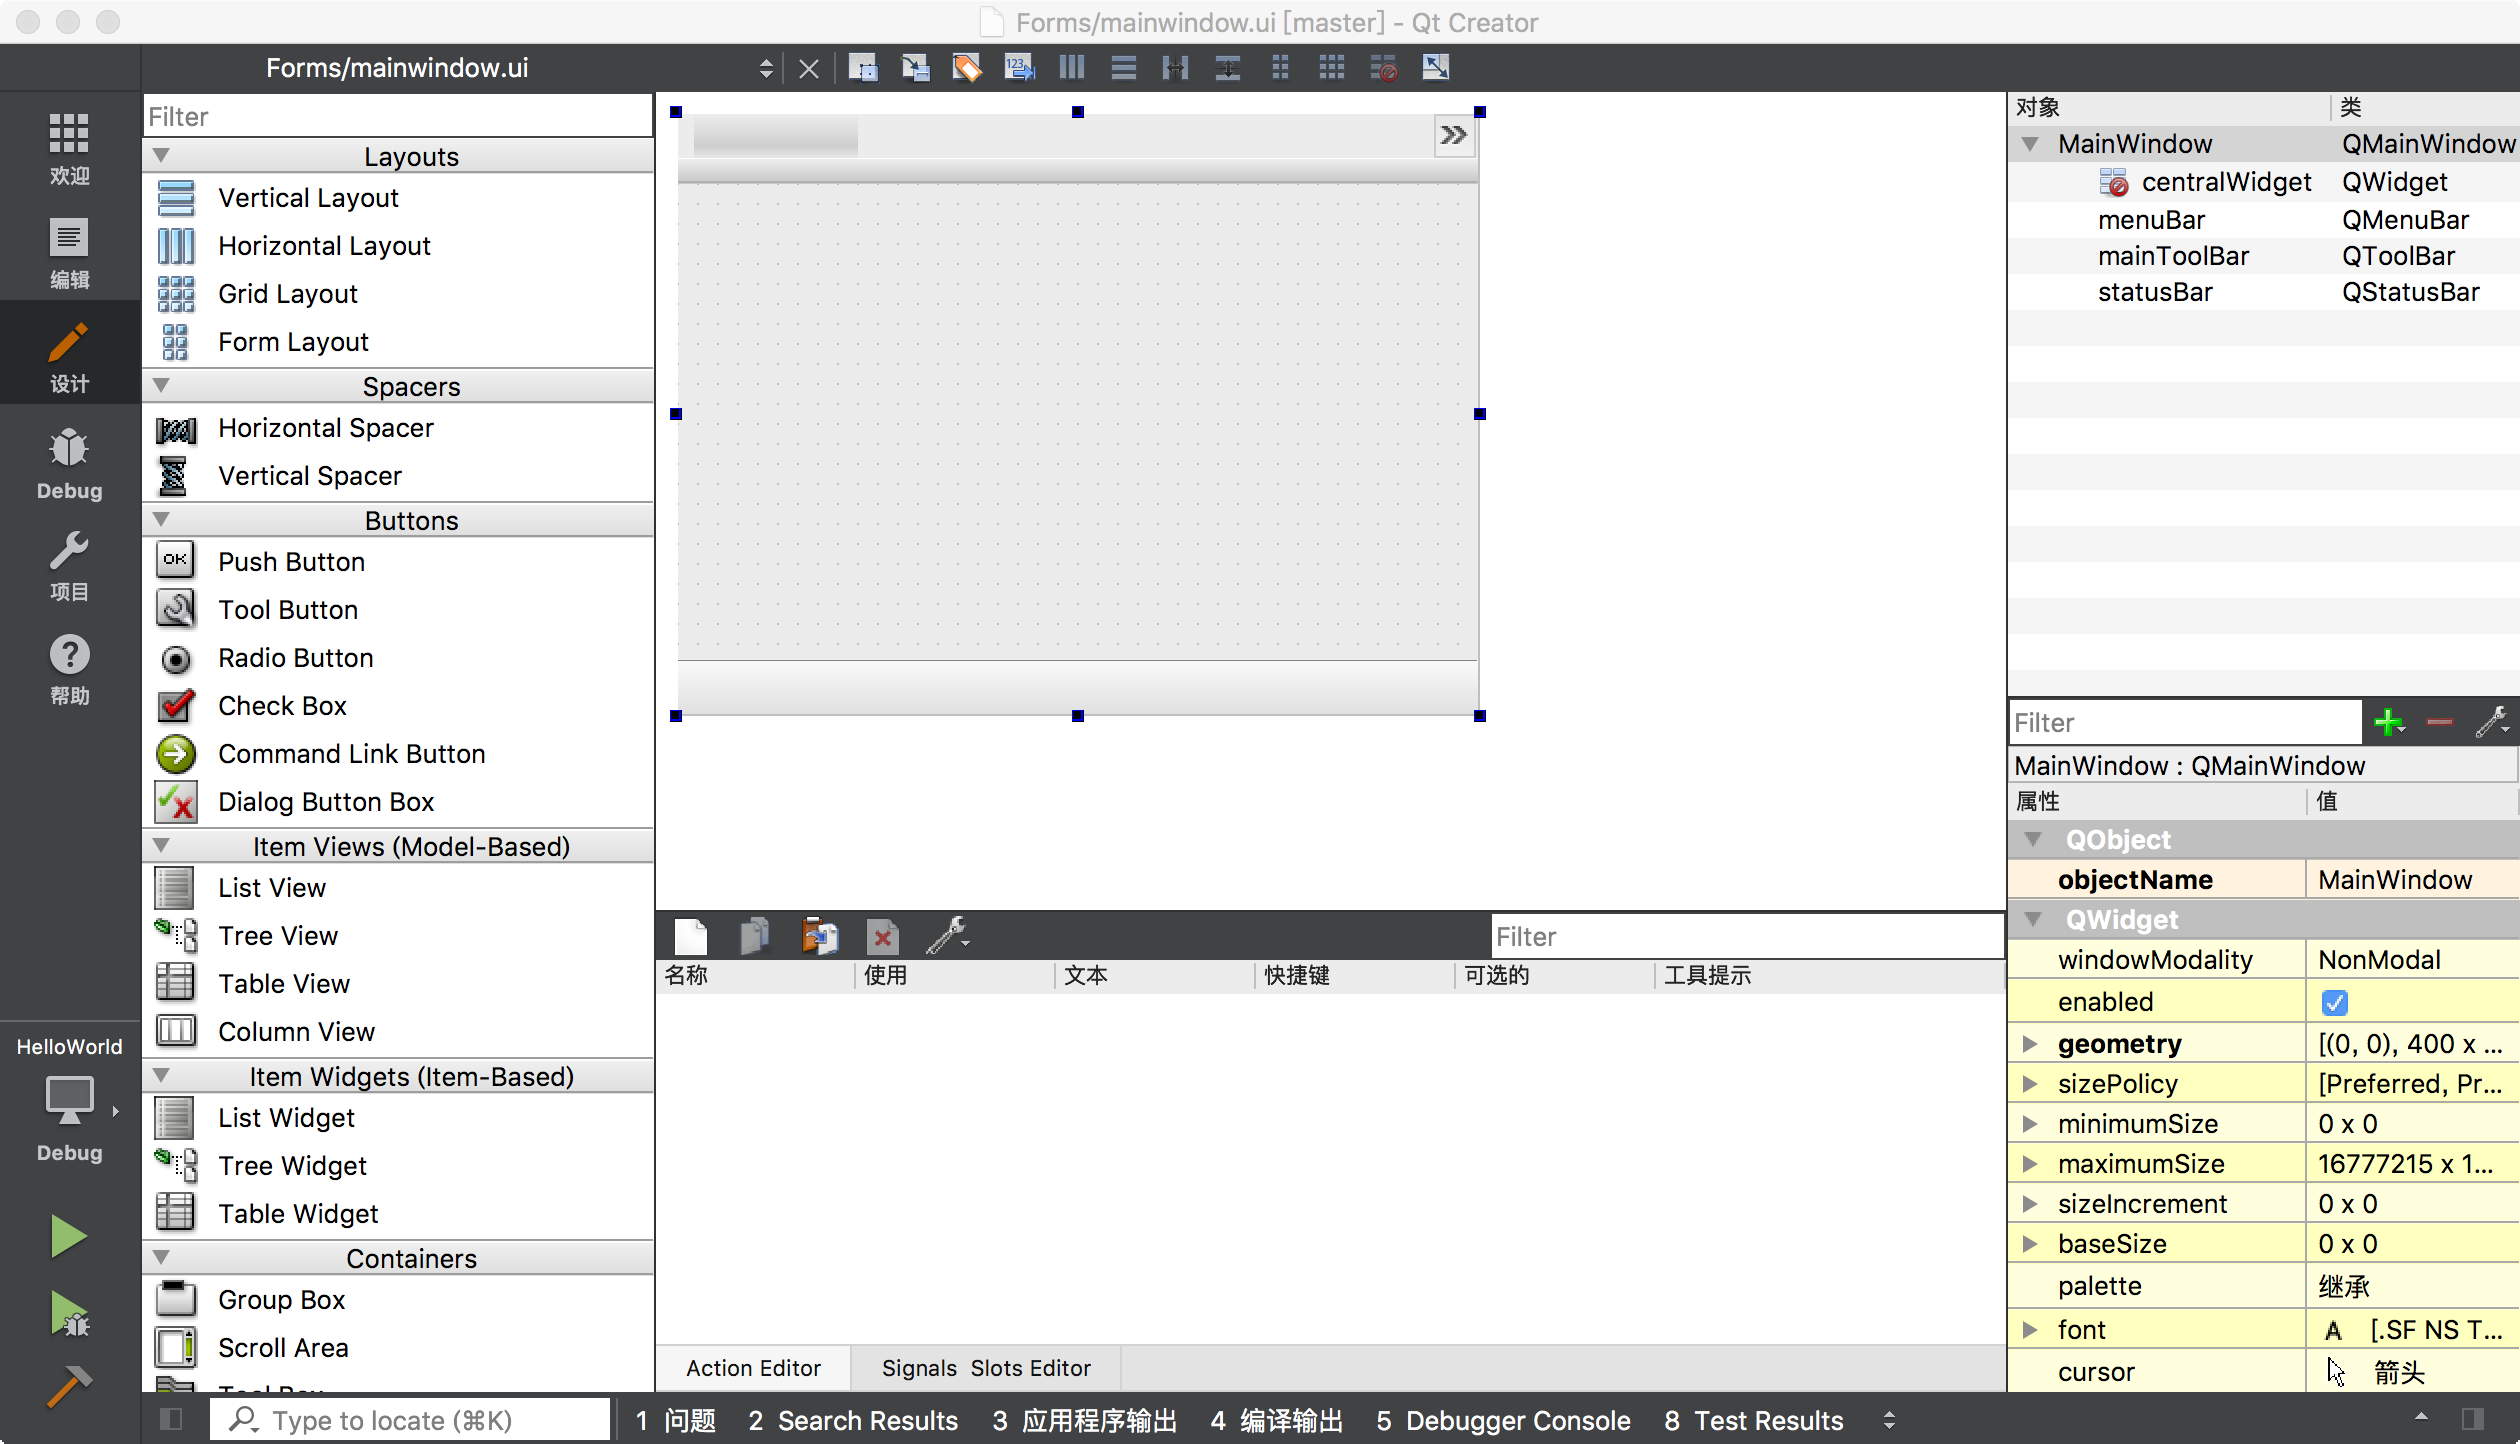 Forms/mainwindow.ui [master] - Qt Creator
Forms/mainwindow.ui
欢迎
编辑
设计
Debug
项目
帮助
HelloWorld
Debug
Filter
Layouts
Vertical Layout
Horizontal Layout
Grid Layout
Form Layout
Spacers
Horizontal Spacer
Vertical Spacer
Buttons
OK
Push Button
Tool Button
Radio Button
Check Box
Command Link Button
Dialog Button Box
Item Views (Model-Based)
List View
Tree View
Table View
Column View
Item Widgets (Item-Based)
List Widget
Tree Widget
Table Widget
Containers
Group Box
Scroll Area
Filter
名称 使用 文本 快捷键 可选的 工具提示
Action Editor Signals Slots Editor
对象 类
MainWindow QMainWindow
centralWidget QWidget
menuBar QMenuBar
mainToolBar QToolBar
statusBar QStatusBar
Filter
MainWindow : QMainWindow
属性 值
QObject
objectName MainWindow
QWidget
windowModality NonModal
enabled
geometry [(0, 0), 400 x ...
sizePolicy [Preferred, Pr...
minimumSize 0 x 0
maximumSize 16777215 x 1...
sizeIncrement 0 x 0
baseSize 0 x 0
palette 继承
font A [.SF NS T...
cursor 箭头
Type to locate (⌘K) 1 问题 2 Search Results 3 应用程序输出 4 编译输出 5 Debugger Console 8 Test Results